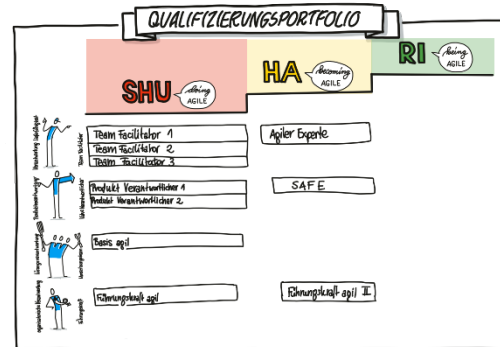 QUALIFIZIERUNGSPORTFOLIO
SHU
doing
AGILE
HA
becoming
AGILE
RI
being
AGILE
Team Facilitator 1
Team Facilitator 2
Team Facilitator 3
Agiler Experte
Produkt Verantwortlicher 1
Produkt Verantwortlicher 2
SAFE
Basis agil
Führungskraft agil
Führungskraft agil II